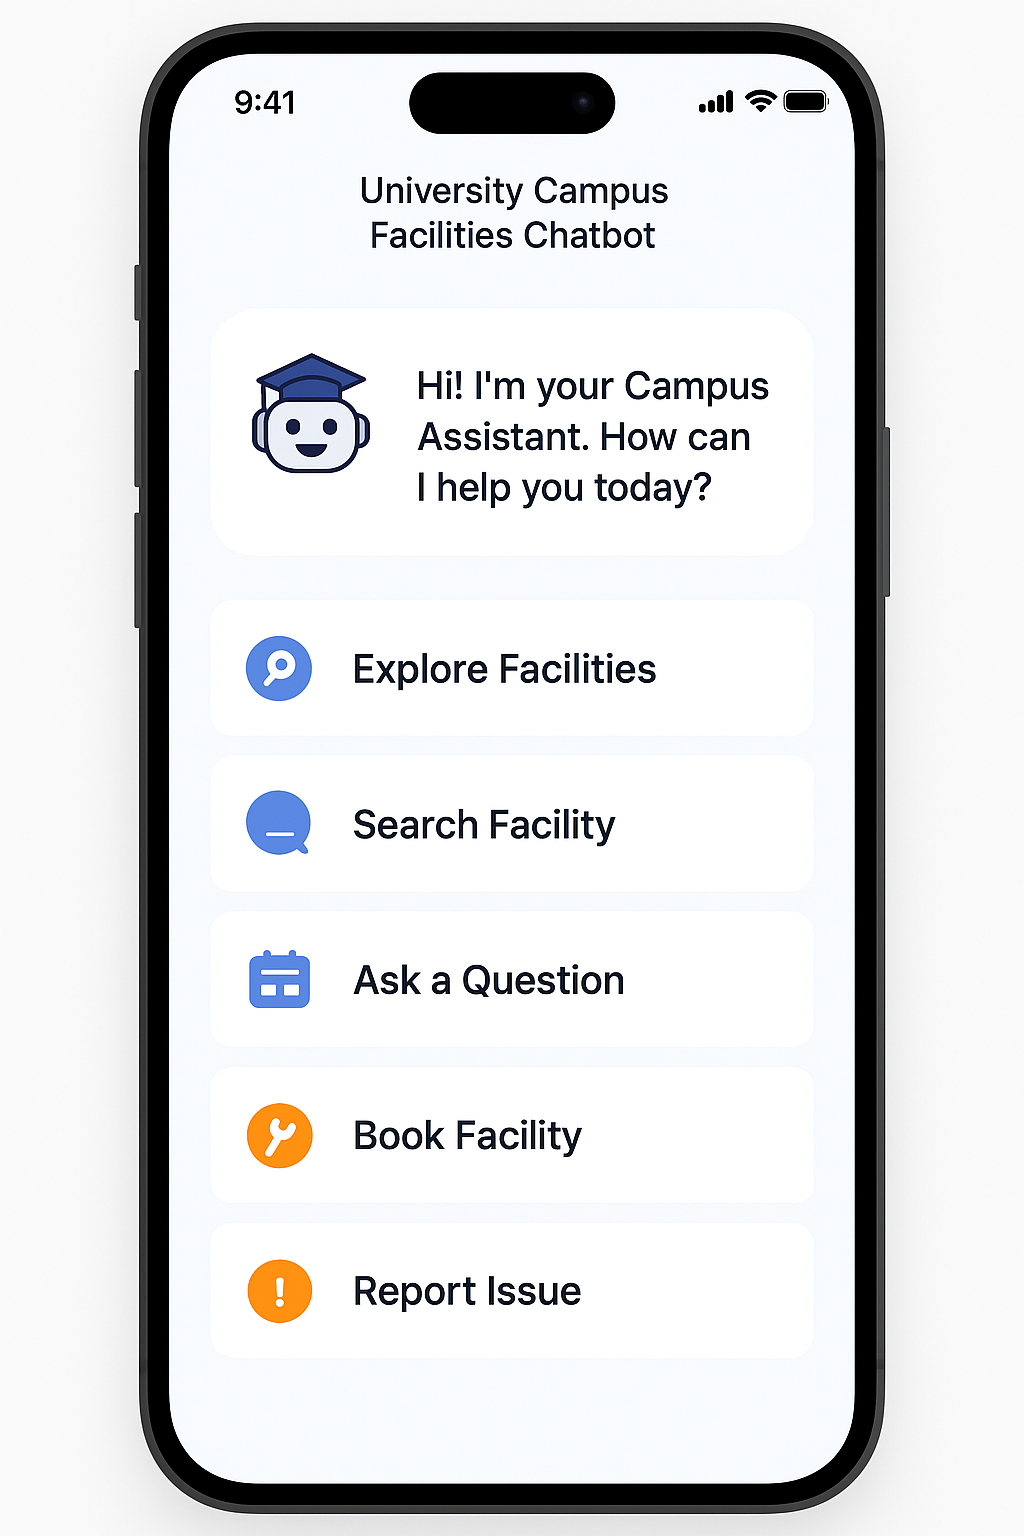 9:41
University Campus
Facilities Chatbot
Hi! I'm your Campus
Assistant. How can
I help you today?
Explore Facilities
Search Facility
Ask a Question
Book Facility
Report Issue